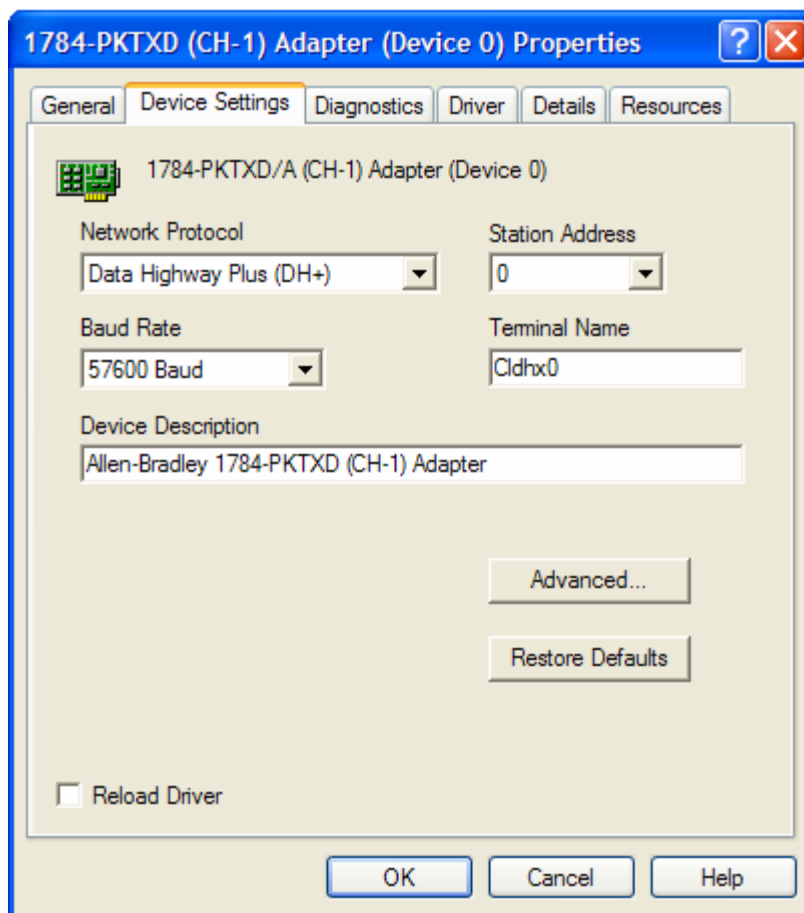 1784-PKTXD (CH-1) Adapter (Device 0) Properties
General Device Settings Diagnostics Driver Details Resources
1784-PKTXD/A (CH-1) Adapter (Device 0)
Network Protocol Station Address
Data Highway Plus (DH+) 0
Baud Rate Terminal Name
57600 Baud Cldhx0
Device Description
Allen-Bradley 1784-PKTXD (CH-1) Adapter
Advanced...
Restore Defaults
Reload Driver
OK Cancel Help